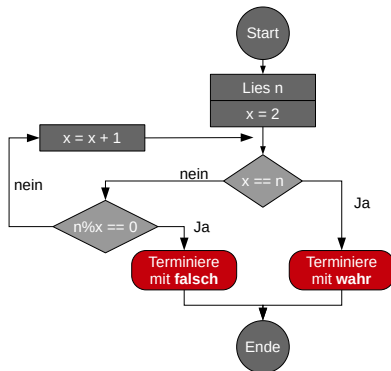 Start
Lies n
x = 2
x = x + 1
nein
x == n
nein
Ja
n%x == 0
Ja
Terminiere
mit falsch
Terminiere
mit wahr
Ende